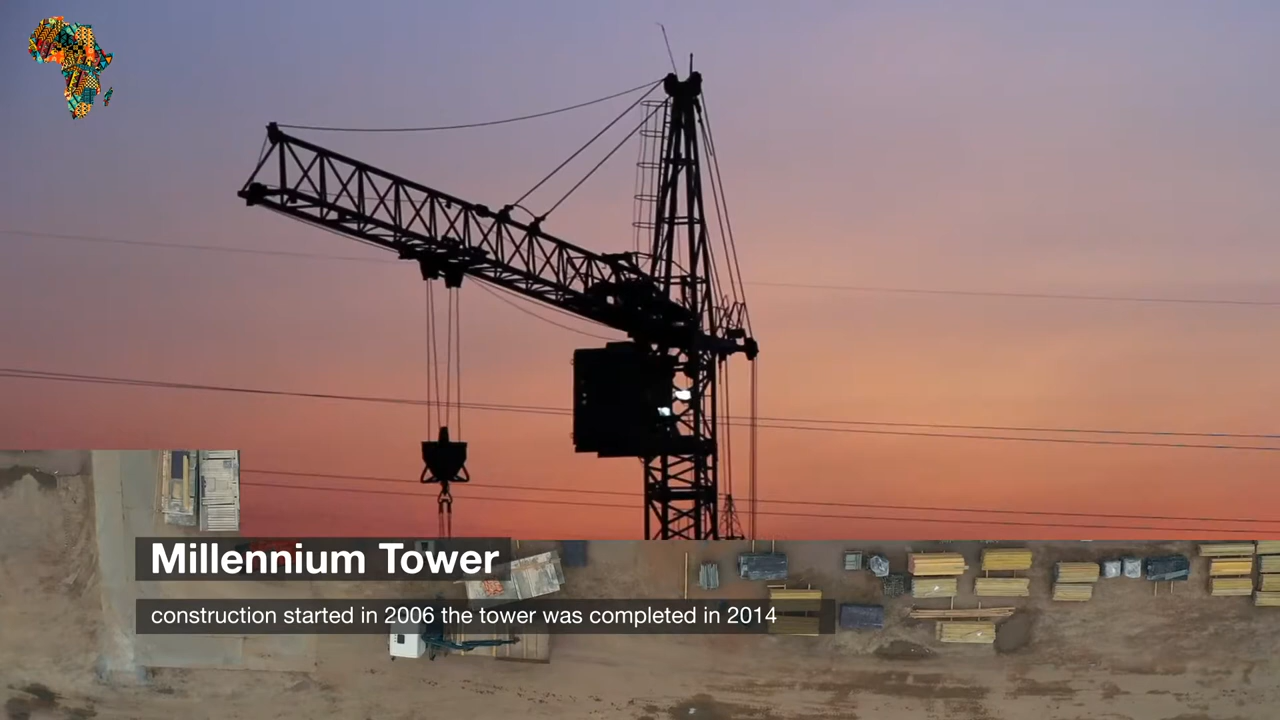 Millennium Tower
construction started in 2006 the tower was completed in 2014